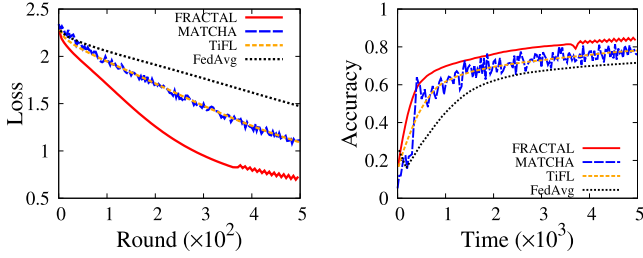 2.5
2
1.5
1
0.5
Loss
FRACTAL
MATCHA
TiFL
FedAvg
0 1 2 3 4 5
Round (×10²)
1
0.8
0.6
0.4
0.2
0
Accuracy
FRACTAL
MATCHA
TiFL
FedAvg
0 1 2 3 4 5
Time (×10³)